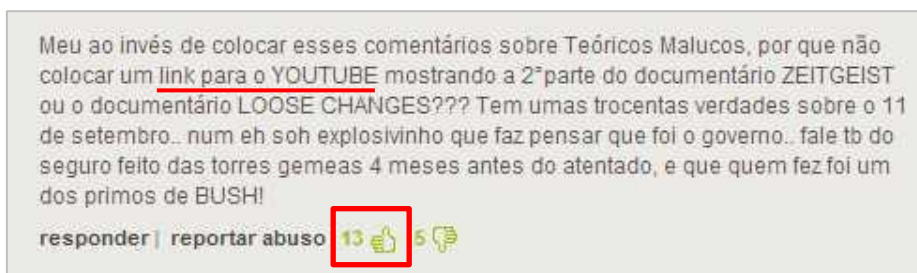 Meu ao invés de colocar esses comentários sobre Teóricos Malucos, por que não
colocar um link para o YOUTUBE mostrando a 2ªparte do documentário ZEITGEIST
ou o documentário LOOSE CHANGES??? Tem umas trocentas verdades sobre o 11
de setembro.. num eh soh explosivinho que faz pensar que foi o governo.. fale tb do
seguro feito das torres gemeas 4 meses antes do atentado, e que quem fez foi um
dos primos de BUSH!
responder | reportar abuso 13 5